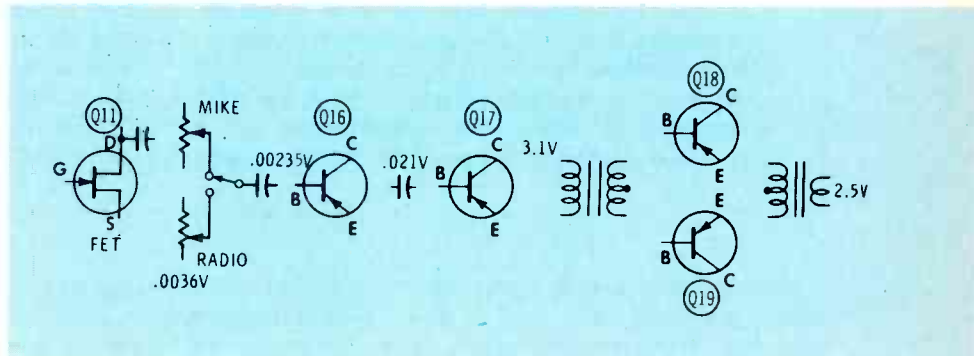 Q11
D
G
S
FET
MIKE
RADIO
.0036V
.00235V
Q16
C
B
E
.021V
Q17
C
B
E
3.1V
Q18
C
B
E
E
B
C
Q19
2.5V